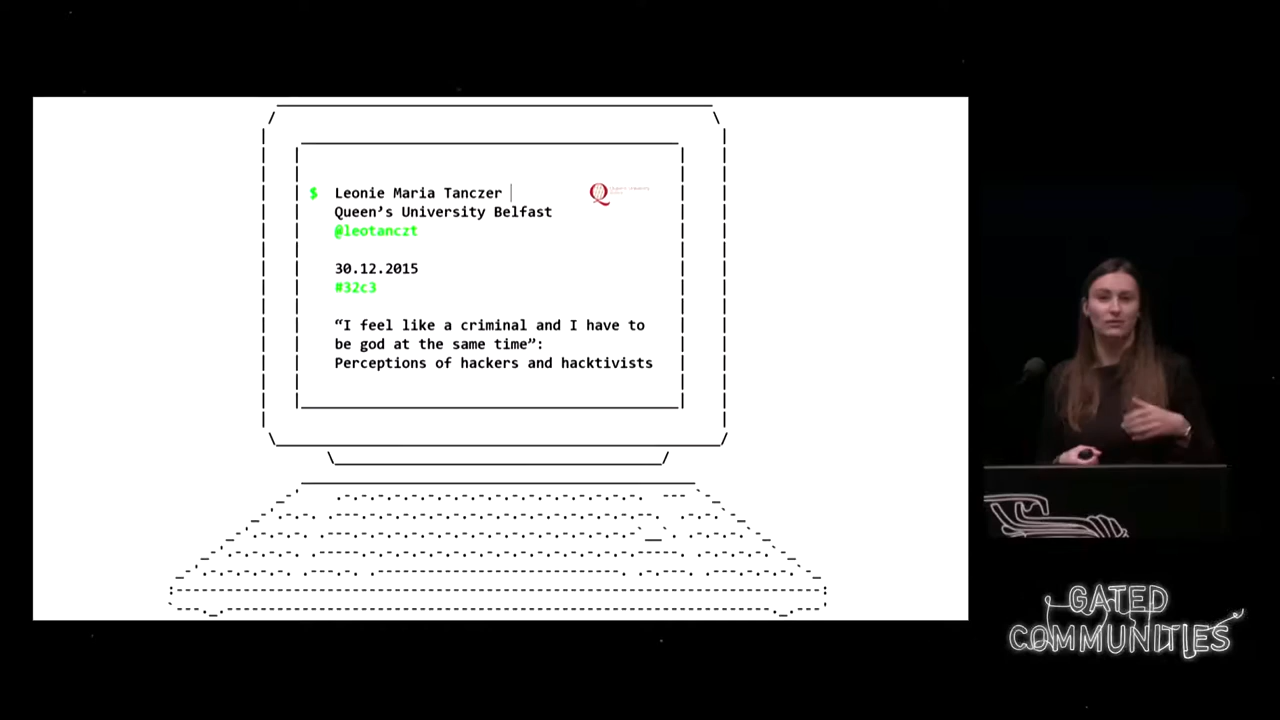 $ Leonie Maria Tanczer
Queen’s University Belfast
@leotanczt
30.12.2015
#32c3
“I feel like a criminal and I have to
be god at the same time”:
Perceptions of hackers and hacktivists
GATED
COMMUNITIES